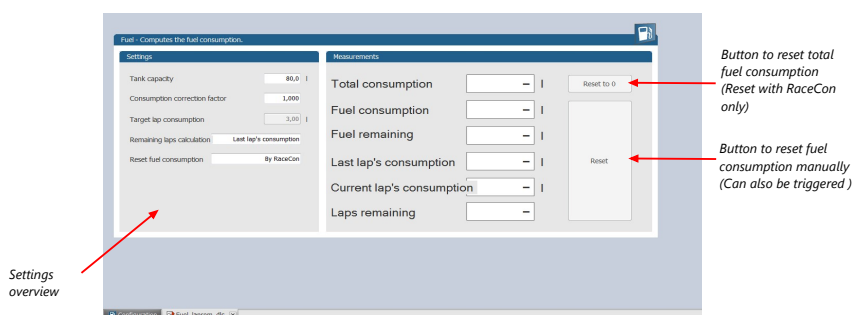 Fuel - Computes the fuel consumption.
Settings
Tank capacity 80,0 l
Consumption correction factor 1,000
Target lap consumption 3,00 l
Remaining laps calculation Last lap's consumption
Reset fuel consumption By RaceCon
Measurements
Total consumption – l Reset to 0
Fuel consumption – l
Fuel remaining – l
Last lap's consumption – l
Reset
Current lap's consumption – l
Laps remaining –
Button to reset total
fuel consumption
(Reset with RaceCon
only)
Button to reset fuel
consumption manually
(Can also be triggered )
Settings
overview